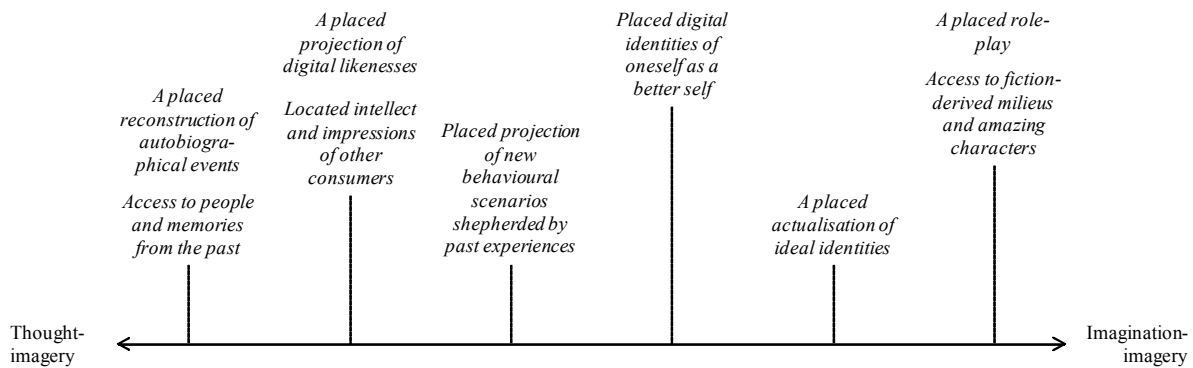 A placed
reconstruction of
autobiogra-
phical events
Access to people
and memories
from the past
A placed
projection of
digital likenesses
Located intellect
and impressions
of other
consumers
Placed projection
of new
behavioural
scenarios
shepherded by
past experiences
Placed digital
identities of
oneself as a
better self
A placed
actualisation of
ideal identities
A placed role-
play
Access to fiction-
derived milieus
and amazing
characters
Thought-
imagery
Imagination-
imagery